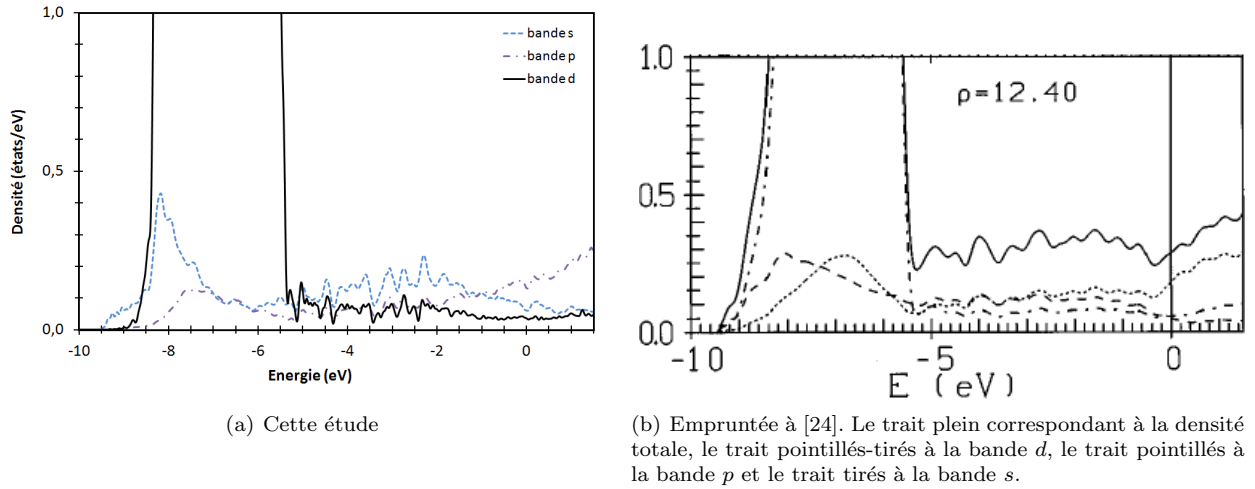 1,0
0,5
0,0
Densité (états/eV)
-10
-8
-6
-4
-2
0
Energie (eV)
bande s
bande p
bande d
(a) Cette étude
1.0
0.5
0.0
ρ=12.40
-10
-5
0
E (eV)
(b) Empruntée à [24]. Le trait plein correspondant à la densité
totale, le trait pointillés-tirés à la bande d, le trait pointillés à
la bande p et le trait tirés à la bande s.